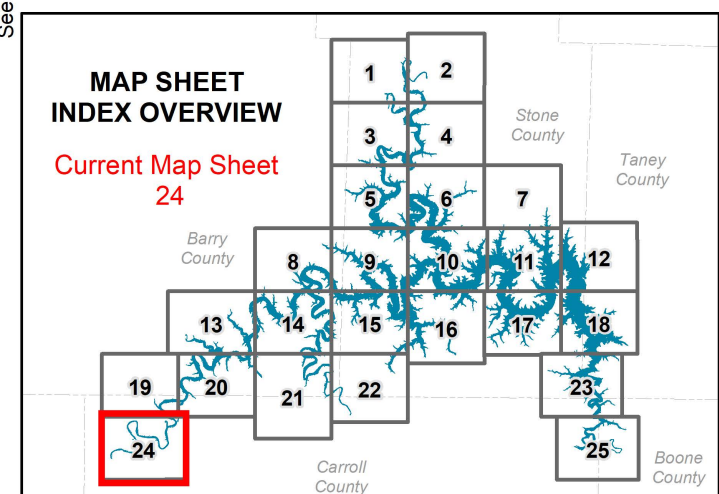 See
MAP SHEET
INDEX OVERVIEW
Current Map Sheet
24
1
2
Stone
County
3
4
Taney
County
5
6
7
Barry
County
8
9
10
11
12
13
14
15
16
17
18
19
20
21
22
23
24
25
Carroll
County
Boone
County